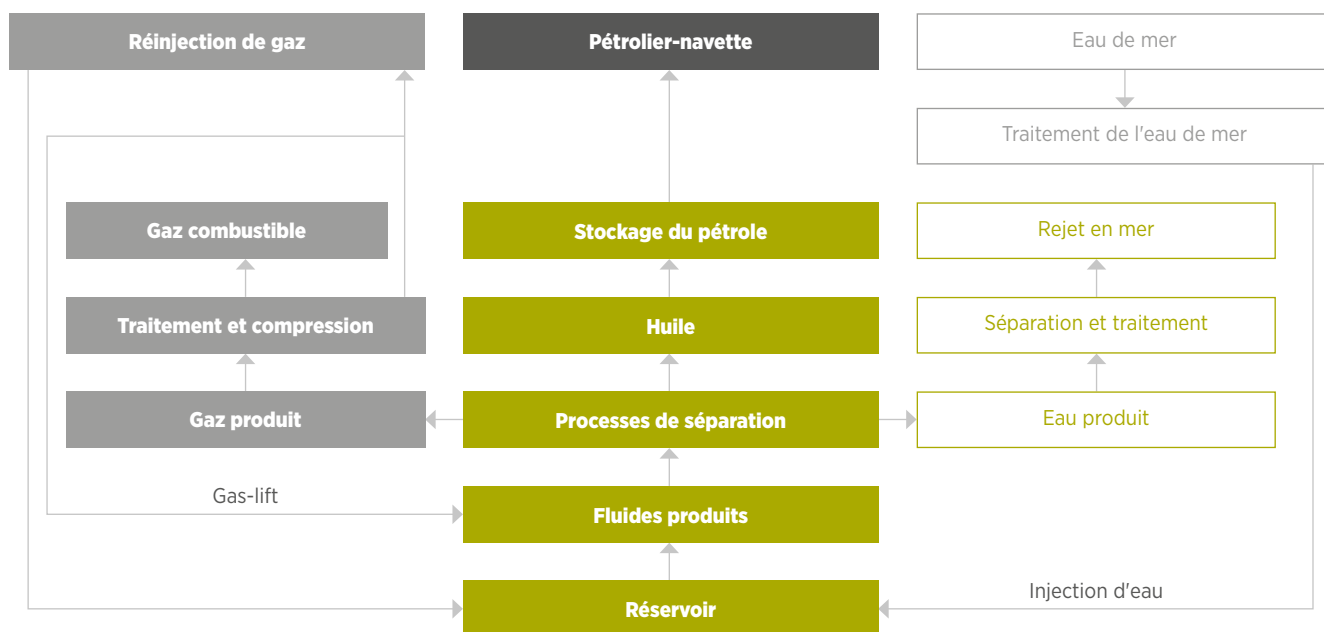 Réinjection de gaz
Pétrolier-navette
Eau de mer
Traitement de l'eau de mer
Gaz combustible
Stockage du pétrole
Rejet en mer
Traitement et compression
Huile
Séparation et traitement
Gaz produit
Processes de séparation
Eau produit
Gas-lift
Fluides produits
Injection d'eau
Réservoir